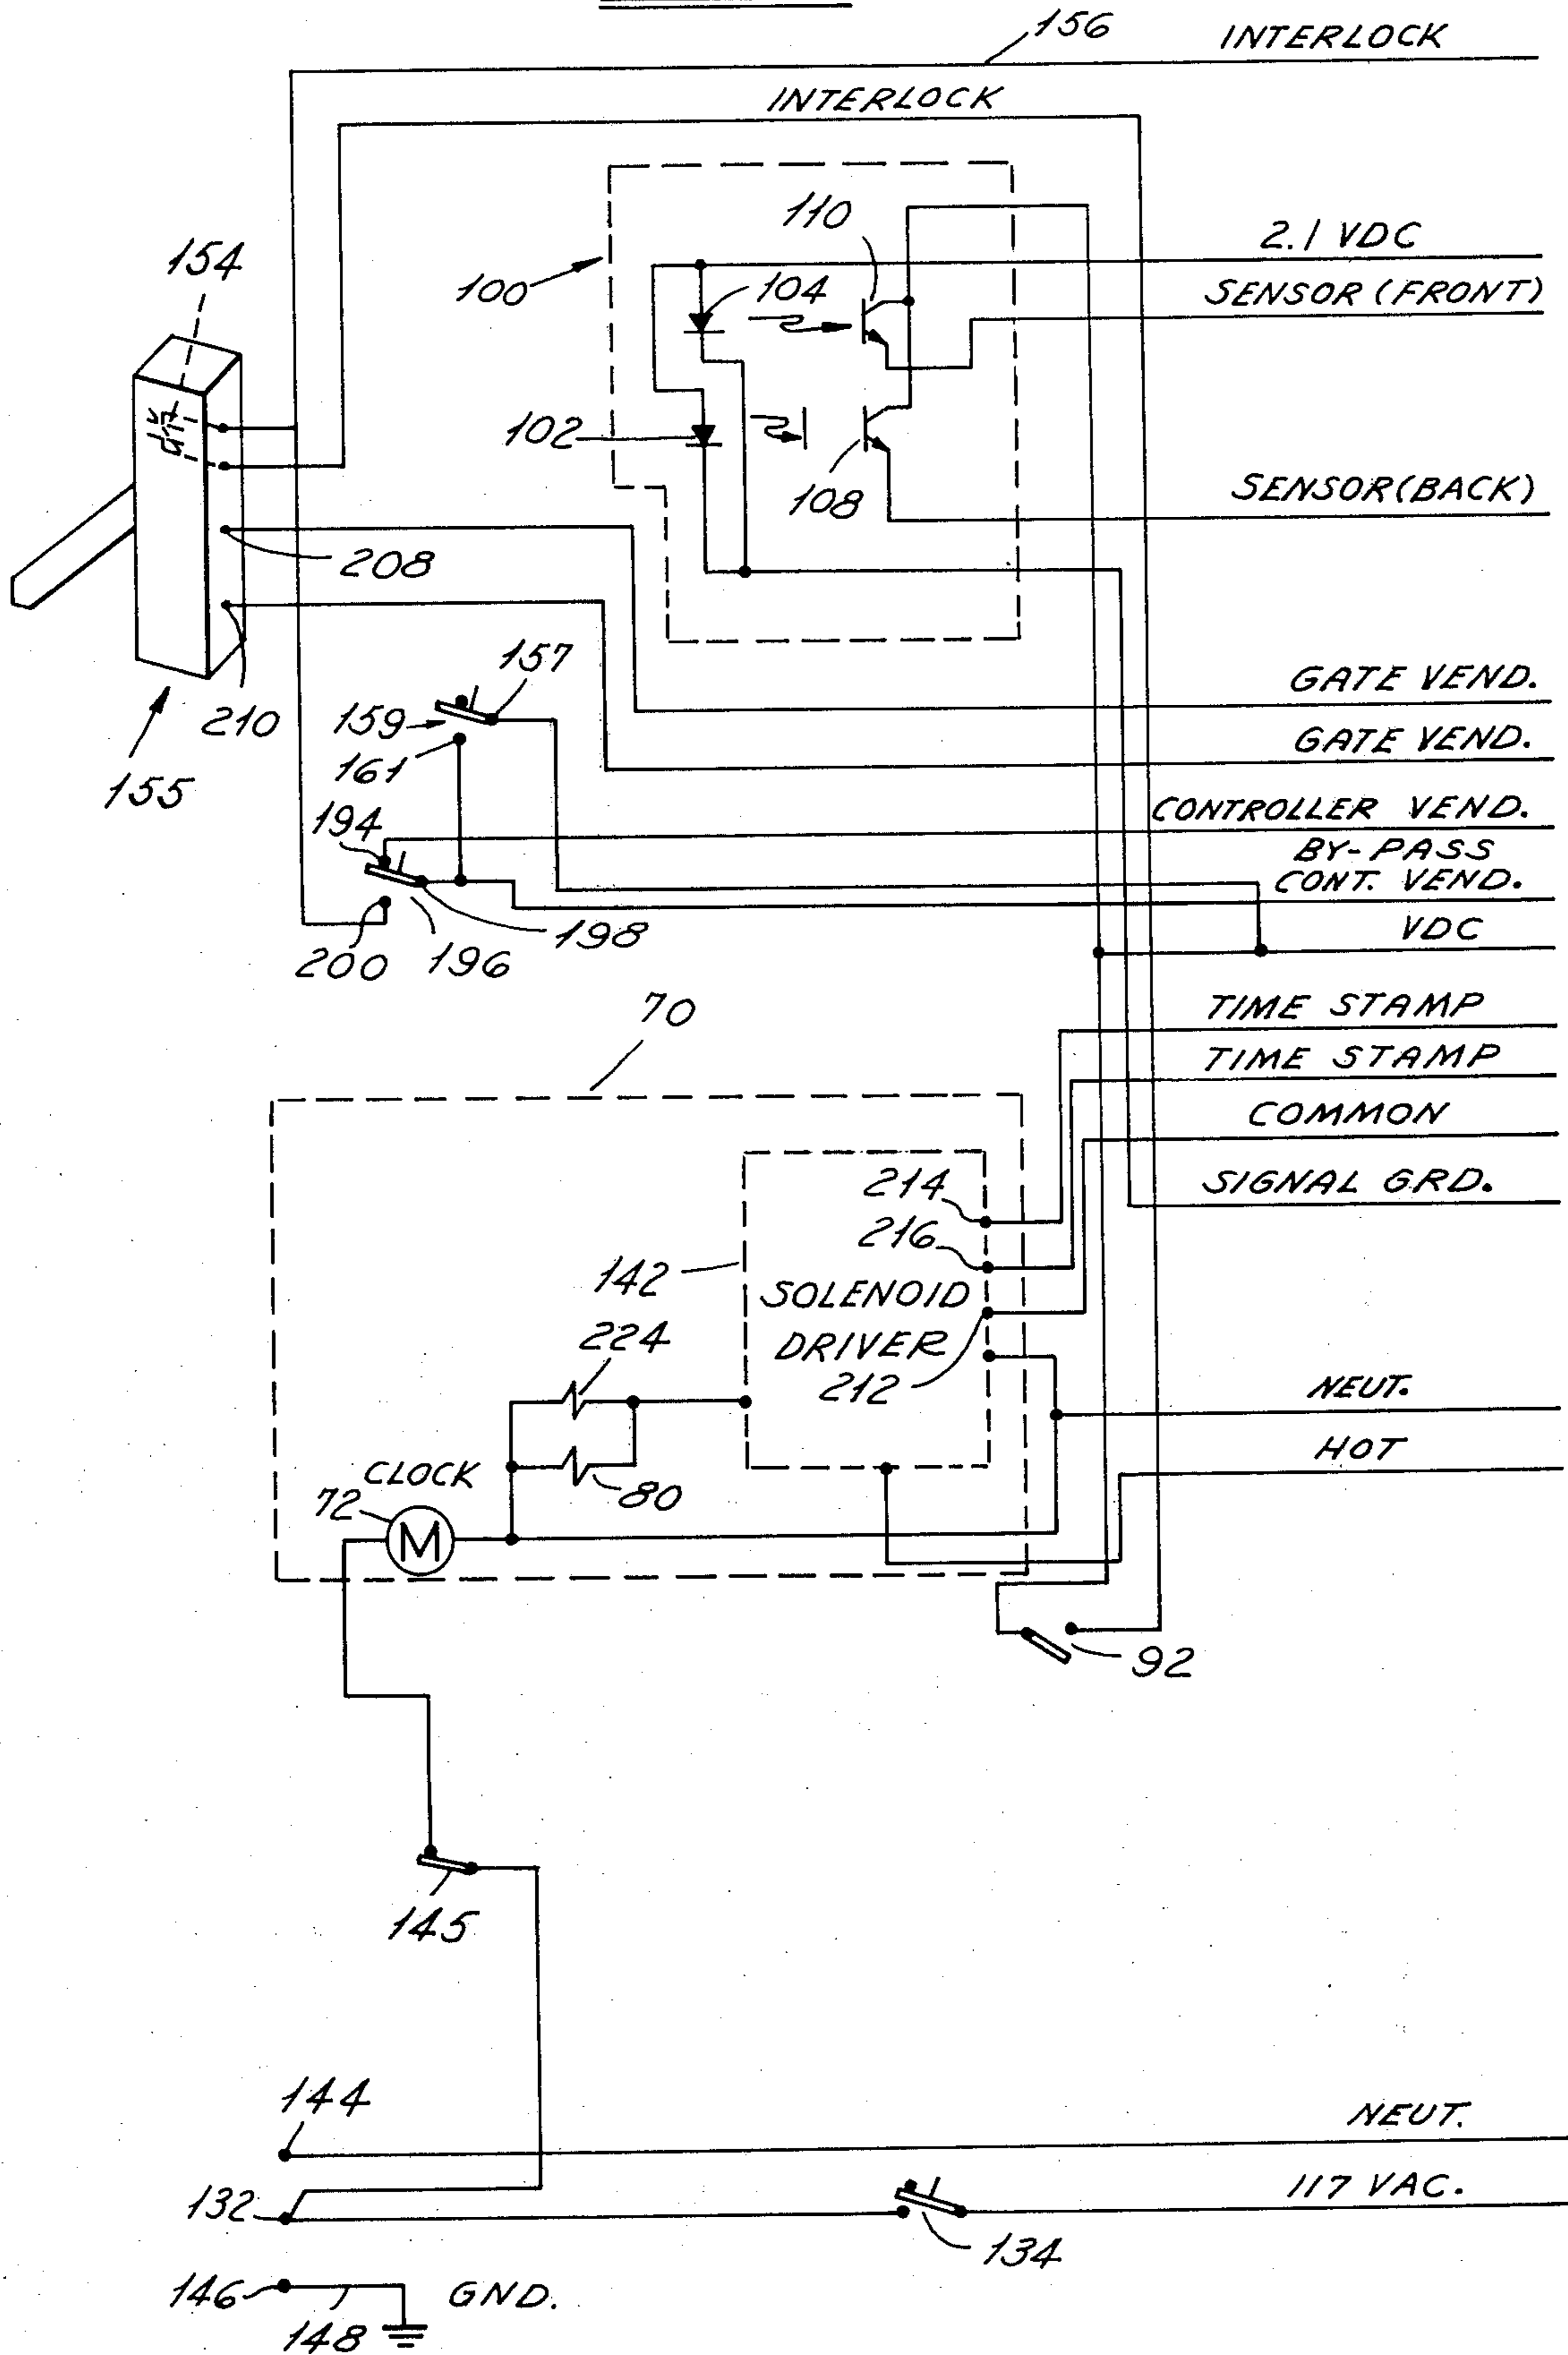 156
INTERLOCK
INTERLOCK
110
2.1 VDC
154
100
104
SENSOR (FRONT)
102
108
SENSOR (BACK)
208
157
GATE VEND.
210
159
GATE VEND.
161
155
194
CONTROLLER VEND.
BY-PASS
CONT. VEND.
198
VDC
200
196
70
TIME STAMP
TIME STAMP
COMMON
214
SIGNAL GRD.
216
142
SOLENOID
224
DRIVER
212
NEUT.
HOT
CLOCK
80
72
M
92
145
144
NEUT.
132
117 VAC.
134
146
GND.
148